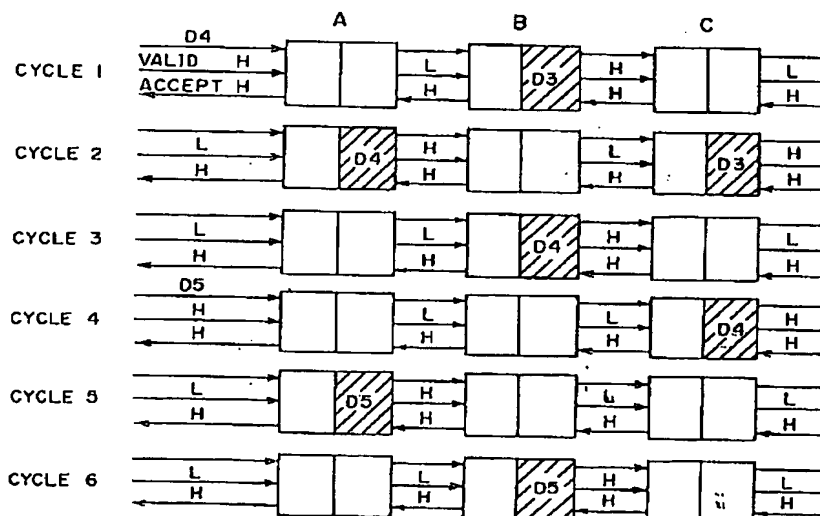 A B C
D4
CYCLE 1 VALID H L D3 H L
ACCEPT H H H H
CYCLE 2 L D4 H L D3 H
H H H H
CYCLE 3 L L D4 H L
H H H H
D5
CYCLE 4 H L L D4 H
H H H H
CYCLE 5 L D5 H L L
H H H H
CYCLE 6 L L D5 H L
H H H H